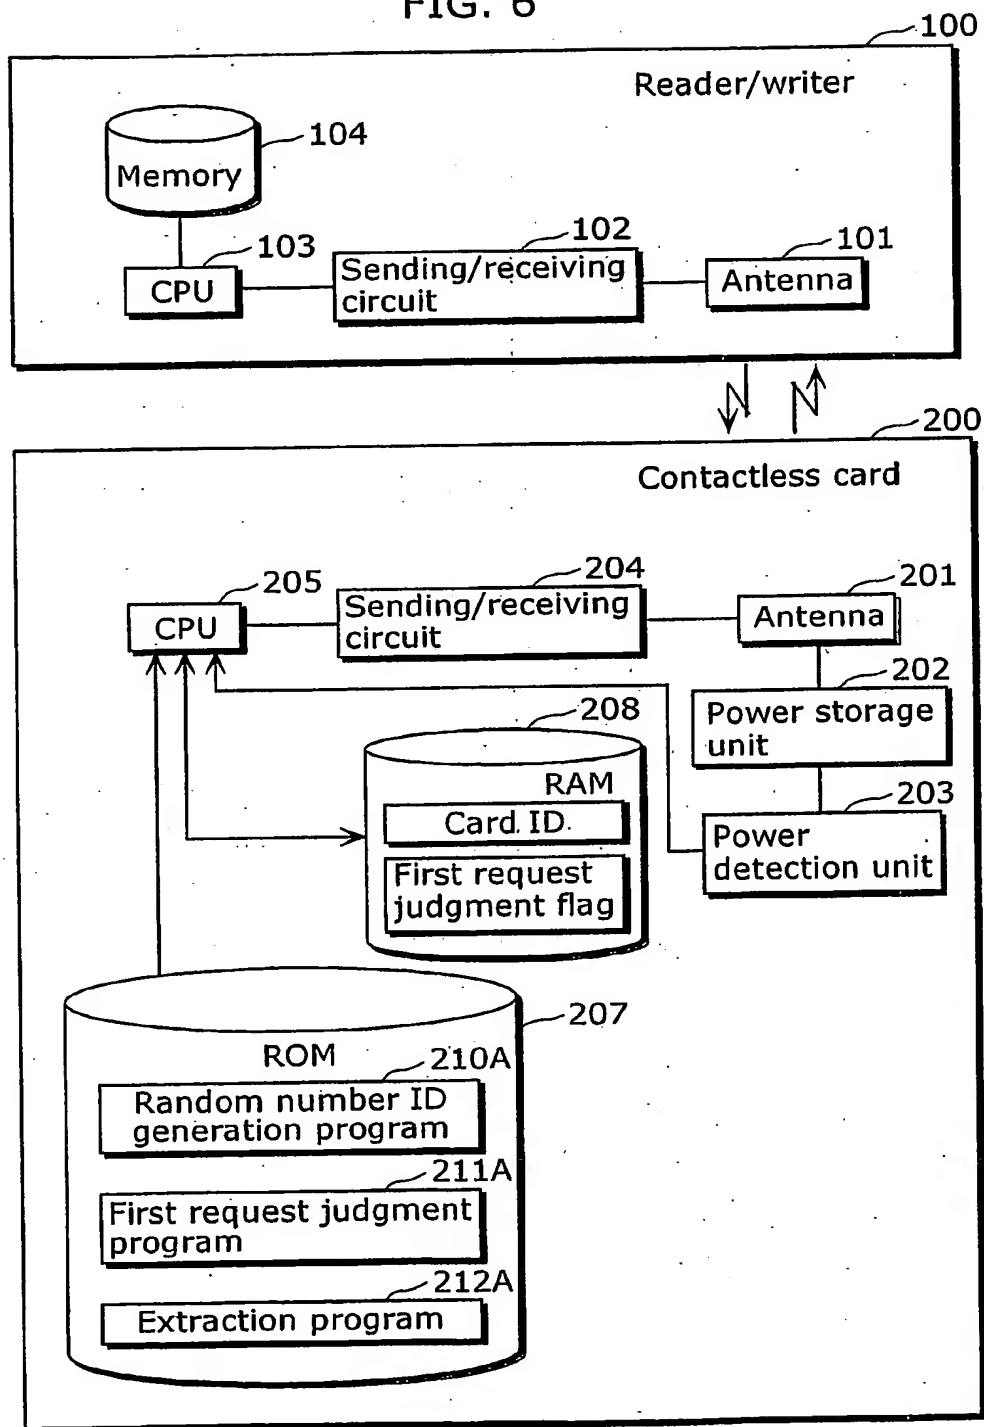 FIG. 6
100
Reader/writer
104
Memory
103
102
101
CPU
Sending/receiving
circuit
Antenna
200
Contactless card
205
204
201
CPU
Sending/receiving
circuit
Antenna
202
Power storage
unit
208
RAM
Card ID
First request
judgment flag
203
Power
detection unit
207
ROM
210A
Random number ID
generation program
211A
First request judgment
program
212A
Extraction program